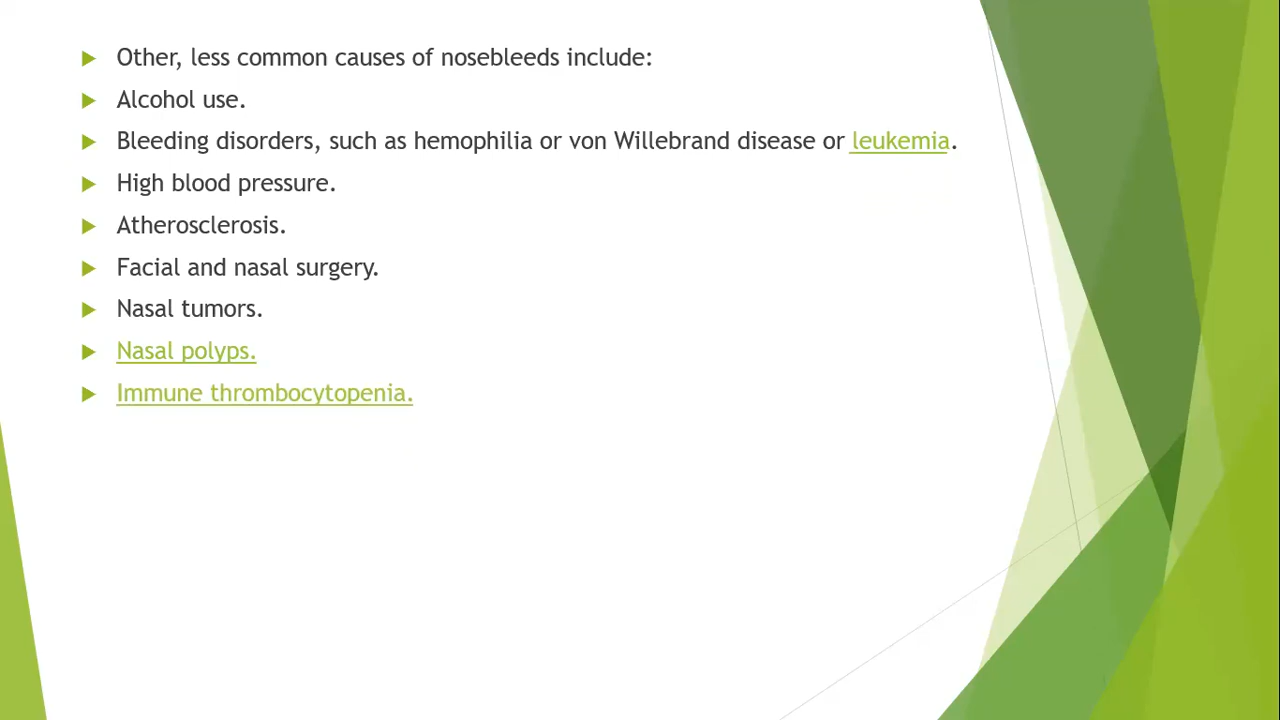 Other, less common causes of nosebleeds include:
Alcohol use.
Bleeding disorders, such as hemophilia or von Willebrand disease or leukemia.
High blood pressure.
Atherosclerosis.
Facial and nasal surgery.
Nasal tumors.
Nasal polyps.
Immune thrombocytopenia.